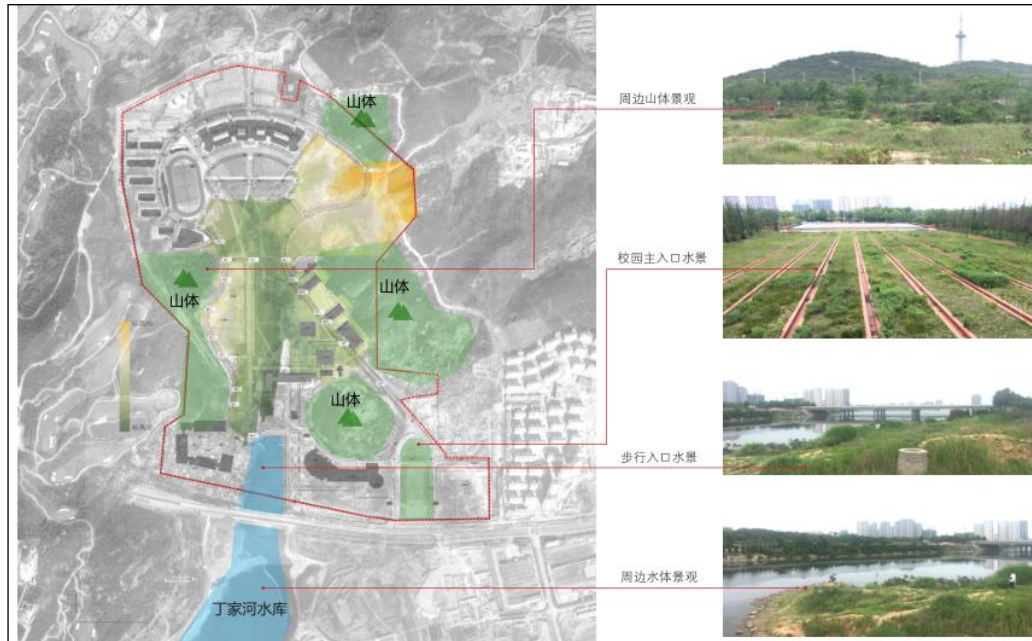 山体
周边山体景观
校园主入口水景
山体
山体
山体
步行入口水景
周边水体景观
丁家河水库